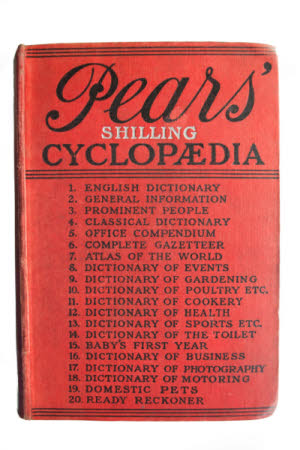 Pears'
SHILLING
CYCLOPÆDIA
1. ENGLISH DICTIONARY
2. GENERAL INFORMATION
3. PROMINENT PEOPLE
4. CLASSICAL DICTIONARY
5. OFFICE COMPENDIUM
6. COMPLETE GAZETTEER
7. ATLAS OF THE WORLD
8. DICTIONARY OF EVENTS
9. DICTIONARY OF GARDENING
10. DICTIONARY OF POULTRY ETC.
11. DICTIONARY OF COOKERY
12. DICTIONARY OF HEALTH
13. DICTIONARY OF SPORTS ETC.
14. DICTIONARY OF THE TOILET
15. BABY'S FIRST YEAR
16. DICTIONARY OF BUSINESS
17. DICTIONARY OF PHOTOGRAPHY
18. DICTIONARY OF MOTORING
19. DOMESTIC PETS
20. READY RECKONER